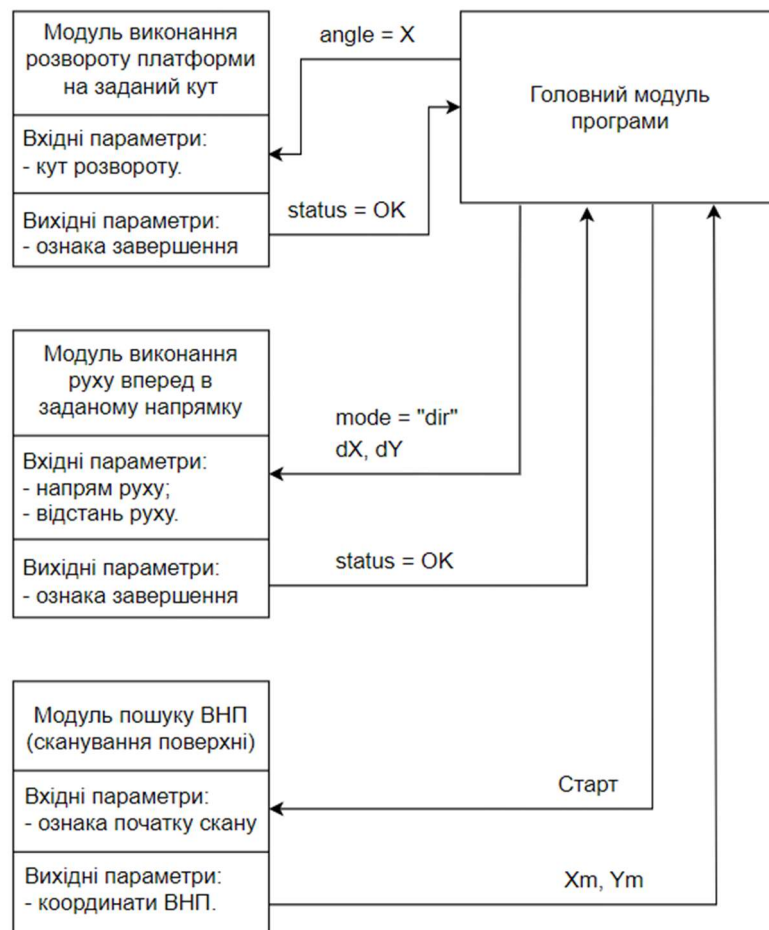 Модуль виконання
розвороту платформи
на заданий кут
Вхідні параметри:
- кут розвороту.
Вихідні параметри:
- ознака завершення
angle = X
status = OK
Головний модуль
програми
Модуль виконання
руху вперед в
заданому напрямку
Вхідні параметри:
- напрям руху;
- відстань руху.
Вихідні параметри:
- ознака завершення
mode = "dir"
dX, dY
status = OK
Модуль пошуку ВНП
(сканування поверхні)
Вхідні параметри:
- ознака початку скану
Вихідні параметри:
- координати ВНП.
Старт
Xm, Ym